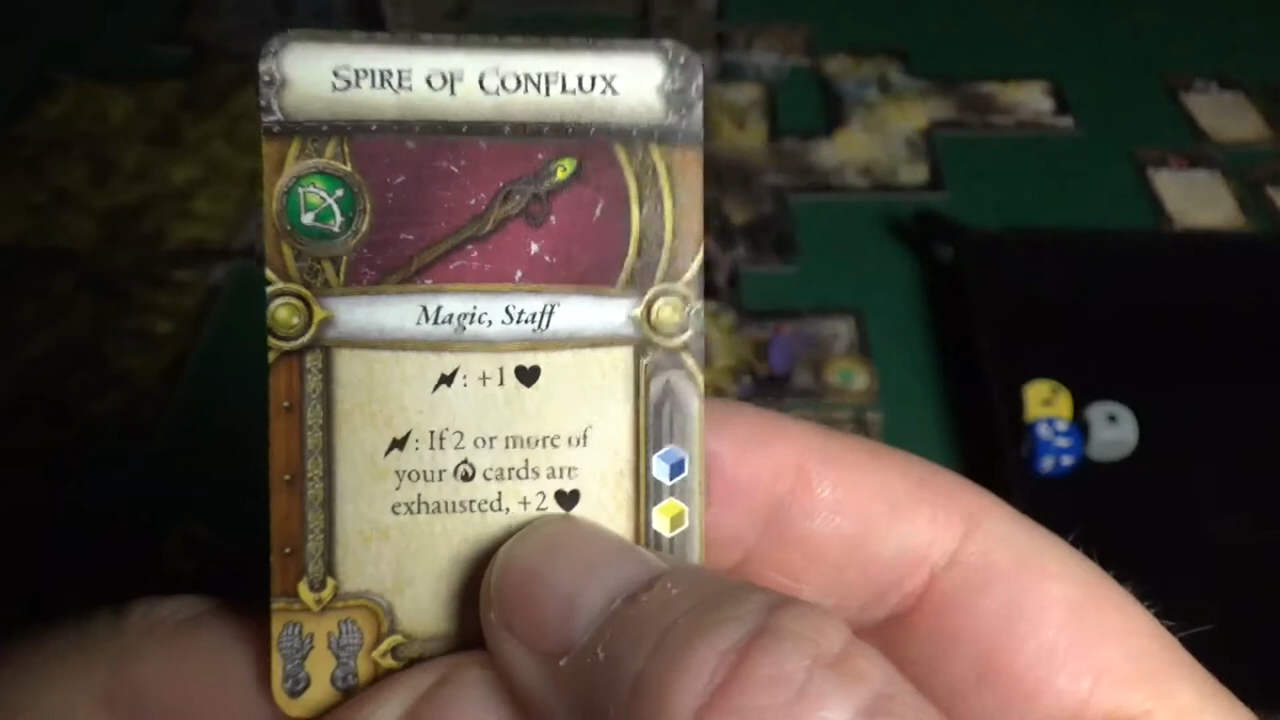 SPIRE OF CONFLUX
Magic, Staff
: +1
: If 2 or more of
your cards are
exhausted, +2